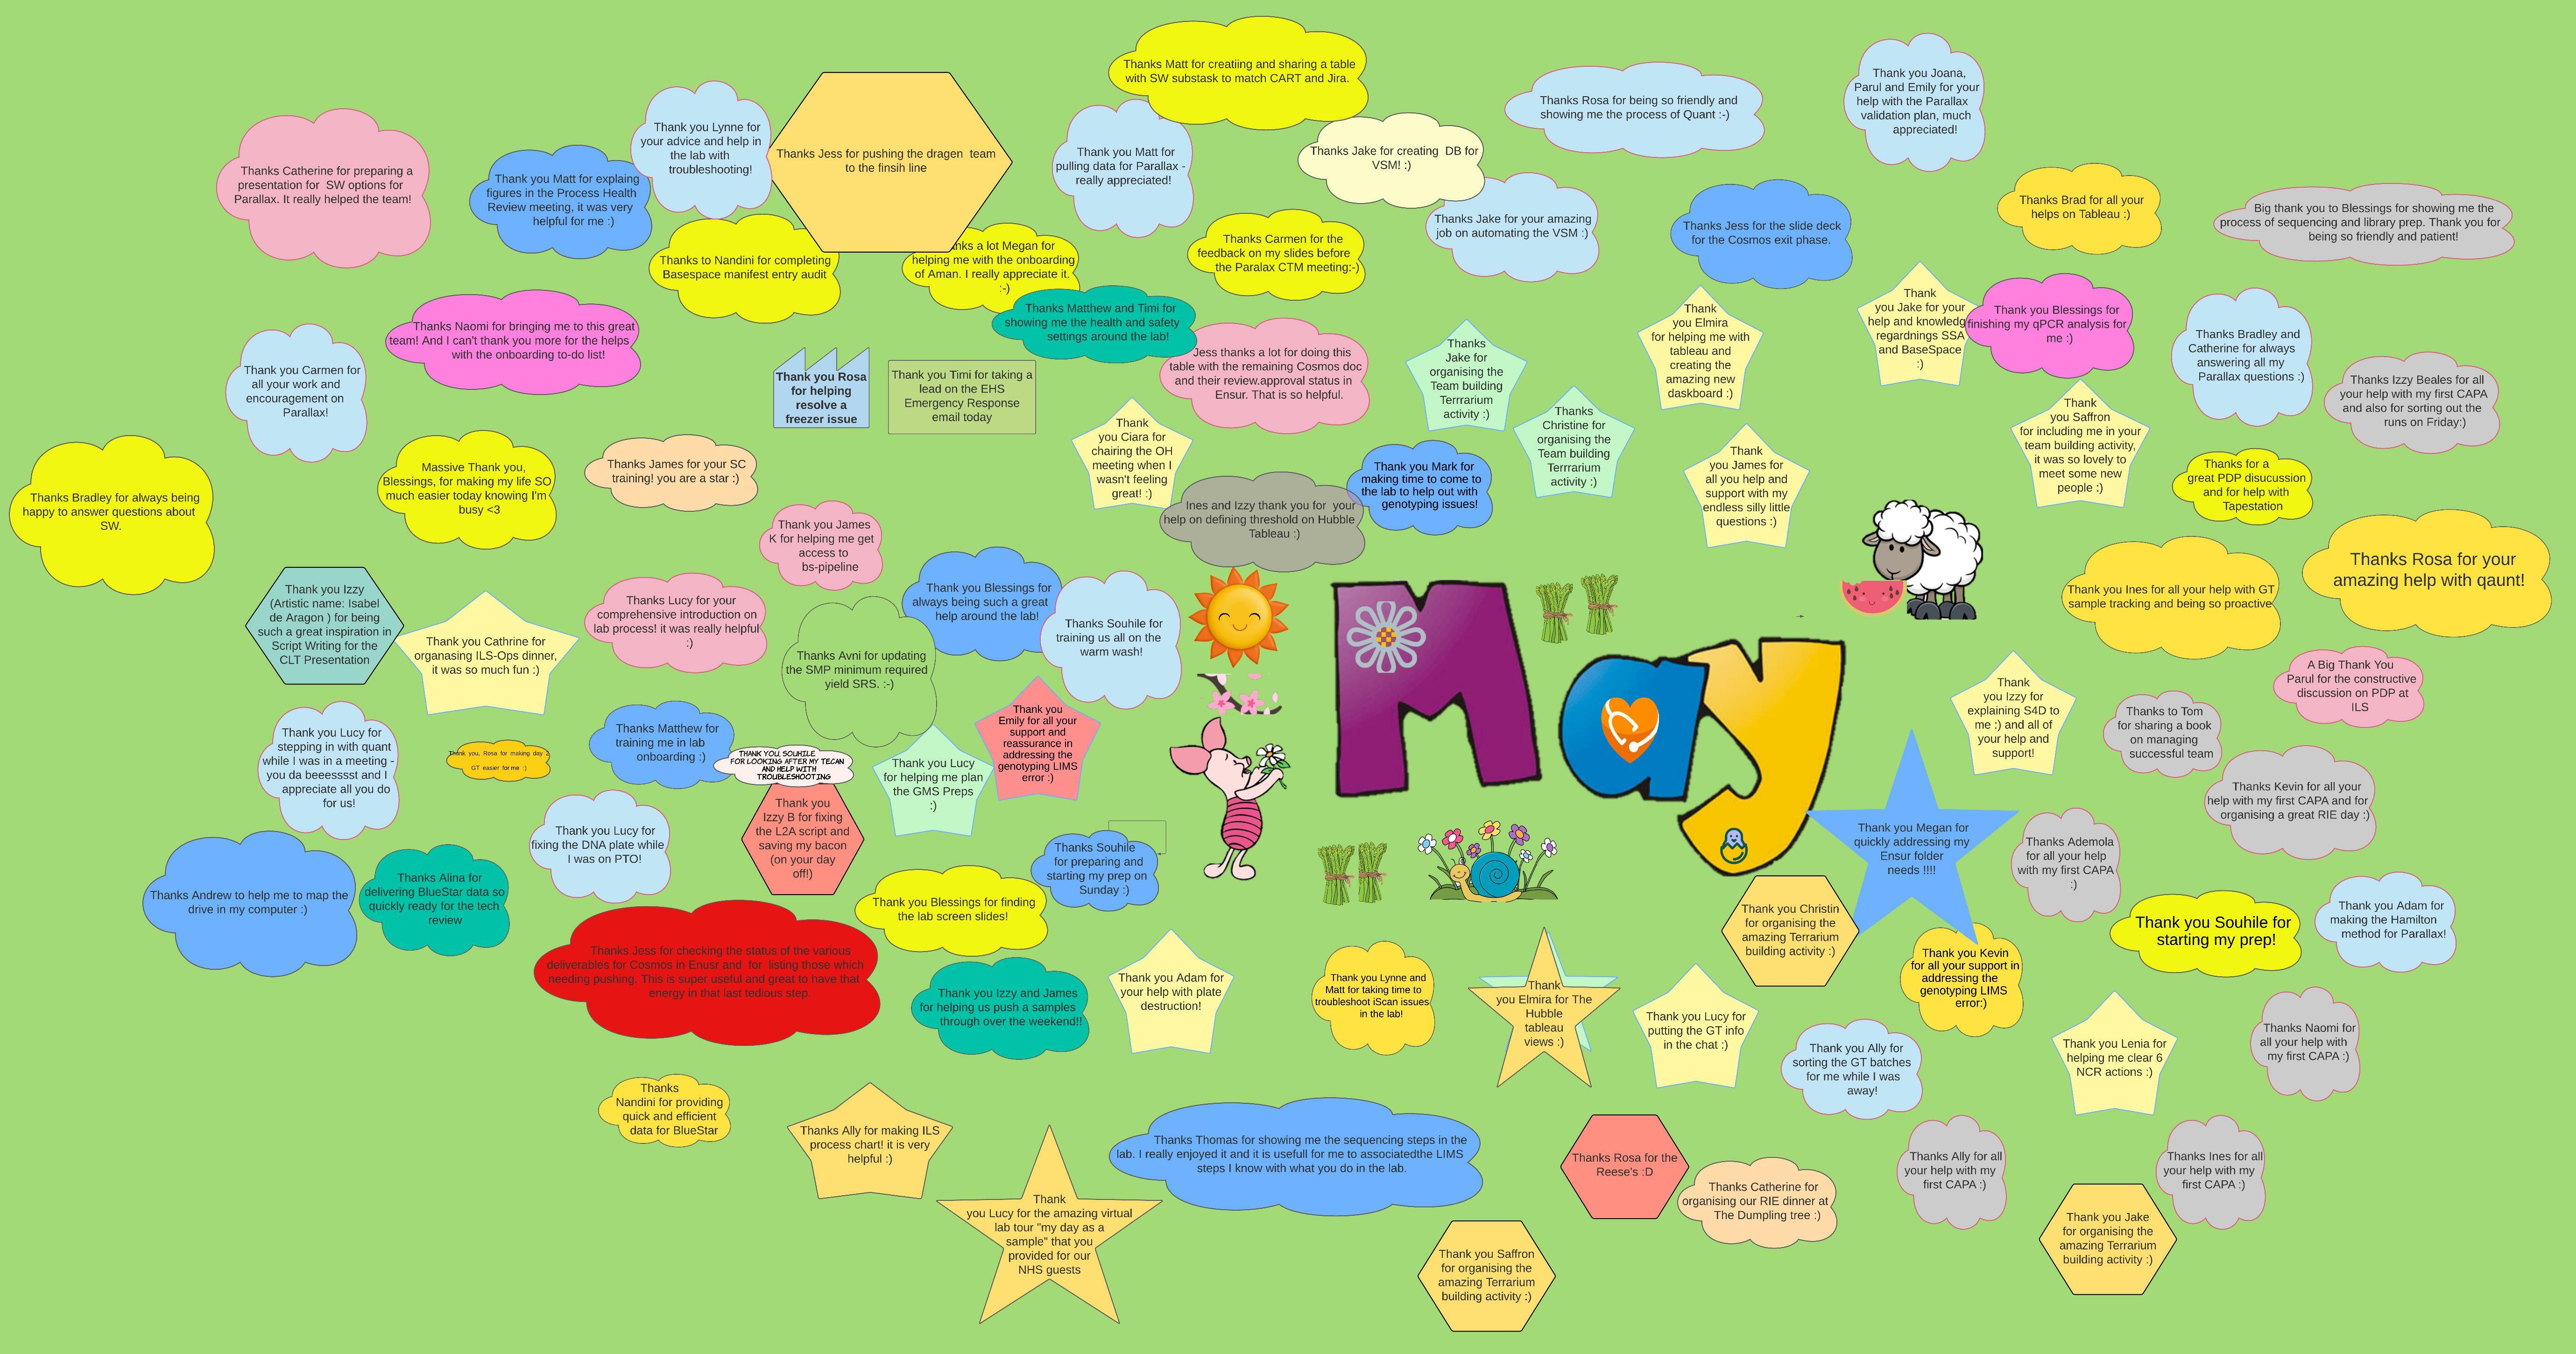 Thanks Matt for creatiing and sharing a table
with SW substask to match CART and Jira.
Thank you Joana,
Parul and Emily for your
help with the Parallax
validation plan, much
appreciated!
Thanks Rosa for being so friendly and
showing me the process of Quant :-)
Thank you Lynne for
your advice and help in
the lab with
troubleshooting!
Thanks Jess for pushing the dragen team
to the finsih line
Thank you Matt for
pulling data for Parallax -
really appreciated!
Thanks Jake for creating DB for
VSM! :)
Thanks Catherine for preparing a
presentation for SW options for
Parallax. It really helped the team!
Thank you Matt for explaing
figures in the Process Health
Review meeting, it was very
helpful for me :)
Thanks Jake for your amazing
job on automating the VSM :)
Thanks Jess for the slide deck
for the Cosmos exit phase.
Thanks Brad for all your
helps on Tableau :)
Big thank you to Blessings for showing me the
process of sequencing and library prep. Thank you for
being so friendly and patient!
Thanks to Nandini for completing
Basespace manifest entry audit
a lot Megan for
helping me with the onboarding
of Aman. I really appreciate it.
:-)
Thanks Carmen for the
feedback on my slides before
the Paralax CTM meeting:-)
Thanks Naomi for bringing me to this great
team! And I can't thank you more for the helps
with the onboarding to-do list!
Thanks Matthew and Timi for
showing me the health and safety
settings around the lab!
Thank
you Elmira
for helping me with
tableau and
creating the
amazing new
daskboard :)
Thank
you Jake for your
help and knowledg
regardnings SSA
and BaseSpace
:)
Thank you Blessings for
finishing my qPCR analysis for
me :)
Thanks Bradley and
Catherine for always
answering all my
Parallax questions :)
Thank you Carmen for
all your work and
encouragement on
Parallax!
Thank you Rosa
for helping
resolve a
freezer issue
Thank you Timi for taking a
lead on the EHS
Emergency Response
email today
Jess thanks a lot for doing this
table with the remaining Cosmos doc
and their review.approval status in
Ensur. That is so helpful.
Thanks
Jake for
organising the
Team building
Terrrarium
activity :)
Thanks
Christine for
organising the
Team building
Terrrarium
activity :)
Thanks Izzy Beales for all
your help with my first CAPA
and also for sorting out the
runs on Friday:)
Thank
you Ciara for
chairing the OH
meeting when I
wasn't feeling
great! :)
Thank
you James for
all you help and
support with my
endless silly little
questions :)
Thank
you Saffron
for including me in your
team building activity,
it was so lovely to
meet some new
people :)
Thanks for a
great PDP disucussion
and for help with
Tapestation
Thanks Bradley for always being
happy to answer questions about
SW.
Massive Thank you,
Blessings, for making my life SO
much easier today knowing I'm
busy <3
Thanks James for your SC
training! you are a star :)
Thank you Mark for
making time to come to
the lab to help out with
genotyping issues!
Ines and Izzy thank you for your
help on defining threshold on Hubble
Tableau :)
Thank you James
K for helping me get
access to
bs-pipeline
Thanks Rosa for your
amazing help with qaunt!
Thank you Ines for all your help with GT
sample tracking and being so proactive
Thank you Izzy
(Artistic name: Isabel
de Aragon ) for being
such a great inspiration in
Script Writing for the
CLT Presentation
Thank you Cathrine for
organasing ILS-Ops dinner,
it was so much fun :)
Thanks Lucy for your
comprehensive introduction on
lab process! it was really helpful
:)
Thank you Blessings for
always being such a great
help around the lab!
Thanks Souhile for
training us all on the
warm wash!
May
Thanks Avni for updating
the SMP minimum required
yield SRS. :-)
Thank
you Izzy for
explaining S4D to
me :) and all of
your help and
support!
A Big Thank You
Parul for the constructive
discussion on PDP at
ILS
Thanks to Tom
for sharing a book
on managing
successful team
Thank you Lucy for
stepping in with quant
while I was in a meeting -
you da beeesssst and I
appreciate all you do
for us!
Thank you, Rosa for making day 2
GT easier for me :)
Thanks Matthew for
training me in lab
onboarding :)
THANK YOU, SOUHILE
FOR LOOKING AFTER MY TECAN
AND HELP WITH
TROUBLESHOOTING
Thank you Lucy
for helping me plan
the GMS Preps
:)
Thank you
Emily for all your
support and
reassurance in
addressing the
genotyping LIMS
error :)
Thanks Kevin for all your
help with my first CAPA and for
organising a great RIE day :)
Thank you Lucy for
fixing the DNA plate while
I was on PTO!
Thank you
Izzy B for fixing
the L2A script and
saving my bacon
(on your day
off!)
Thanks Souhile
for preparing and
starting my prep on
Sunday :)
Thank you Megan for
quickly addressing my
Ensur folder
needs !!!!
Thanks Ademola
for all your help
with my first CAPA
:)
Thanks Andrew to help me to map the
drive in my computer :)
Thanks Alina for
delivering BlueStar data so
quickly ready for the tech
review
Thank you Blessings for finding
the lab screen slides!
Thank you Christin
for organising the
amazing Terrarium
building activity :)
Thank you Souhile for
starting my prep!
Thank you Adam for
making the Hamilton
method for Parallax!
Thanks Jess for checking the status of the various
deliverables for Cosmos in Enusr and for listing those which
needing pushing. This is super useful and great to have that
energy in that last tedious step.
Thank you Izzy and James
for helping us push a samples
through over the weekend!!
Thank you Adam for
your help with plate
destruction!
Thank you Lynne and
Matt for taking time to
troubleshoot iScan issues
in the lab!
Thank
you Elmira for The
Hubble
tableau
views :)
Thank you Lucy for
putting the GT info
in the chat :)
Thank you Kevin
for all your support in
addressing the
genotyping LIMS
error:)
Thank you Ally for
sorting the GT batches
for me while I was
away!
Thank you Lenia for
helping me clear 6
NCR actions :)
Thanks Naomi for
all your help with
my first CAPA :)
Thanks
Nandini for providing
quick and efficient
data for BlueStar
Thanks Ally for making ILS
process chart! it is very
helpful :)
Thanks Thomas for showing me the sequencing steps in the
lab. I really enjoyed it and it is usefull for me to associatedthe LIMS
steps I know with what you do in the lab.
Thanks Rosa for the
Reese's :D
Thanks Catherine for
organising our RIE dinner at
The Dumpling tree :)
Thanks Ally for all
your help with my
first CAPA :)
Thanks Ines for all
your help with my
first CAPA :)
Thank
you Lucy for the amazing virtual
lab tour "my day as a
sample" that you
provided for our
NHS guests
Thank you Saffron
for organising the
amazing Terrarium
building activity :)
Thank you Jake
for organising the
amazing Terrarium
building activity :)